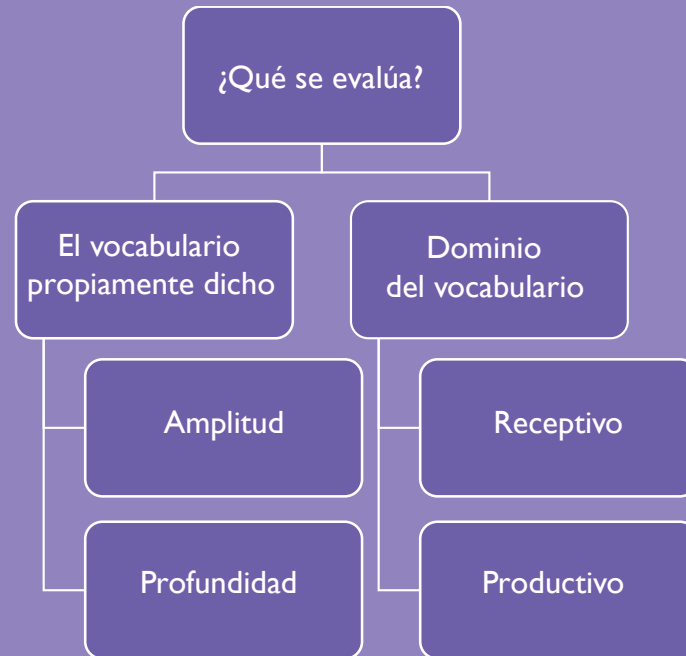 ¿Qué se evalúa?
El vocabulario
propiamente dicho
Dominio
del vocabulario
Amplitud
Receptivo
Profundidad
Productivo